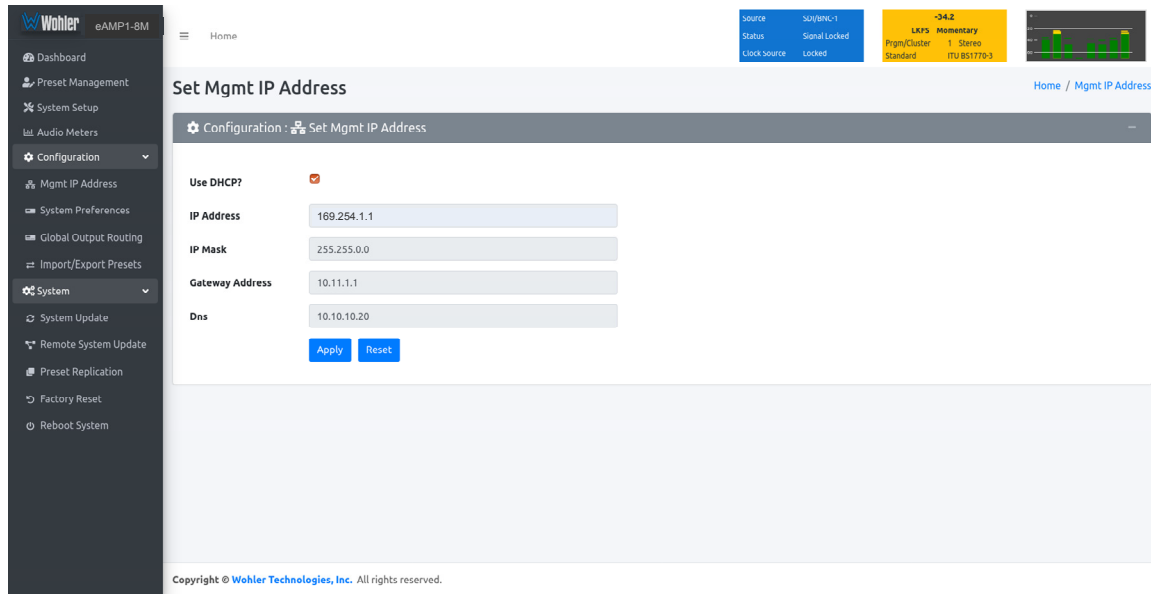 Wohler eAMP1-8M
Dashboard
Preset Management
System Setup
Audio Meters
Configuration
Mgmt IP Address
System Preferences
Global Output Routing
Import/Export Presets
System
System Update
Remote System Update
Preset Replication
Factory Reset
Reboot System
Home
Source SDI/BNC-1
Status Signal Locked
Clock Source Locked
-34.2
LKFS Momentary
Prgm/Cluster 1 Stereo
Standard ITU BS1770-3
Set Mgmt IP Address
Home / Mgmt IP Address
Configuration : Set Mgmt IP Address
Use DHCP?
IP Address 169.254.1.1
IP Mask 255.255.0.0
Gateway Address 10.11.1.1
Dns 10.10.10.20
Apply Reset
Copyright © Wohler Technologies, Inc. All rights reserved.